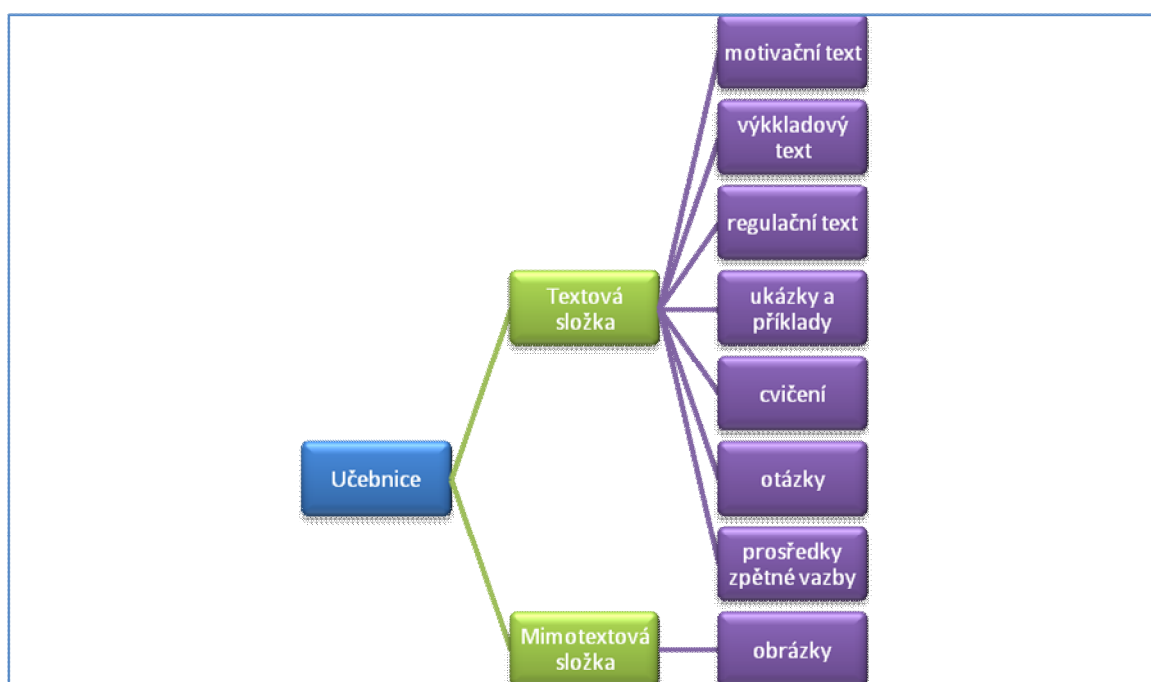 motivační text
výkkladový
text
regulační text
Textová
složka
ukázky a
příklady
cvičení
Učebnice
otázky
prosředky
zpětné vazby
Mimotextová
složka
obrázky